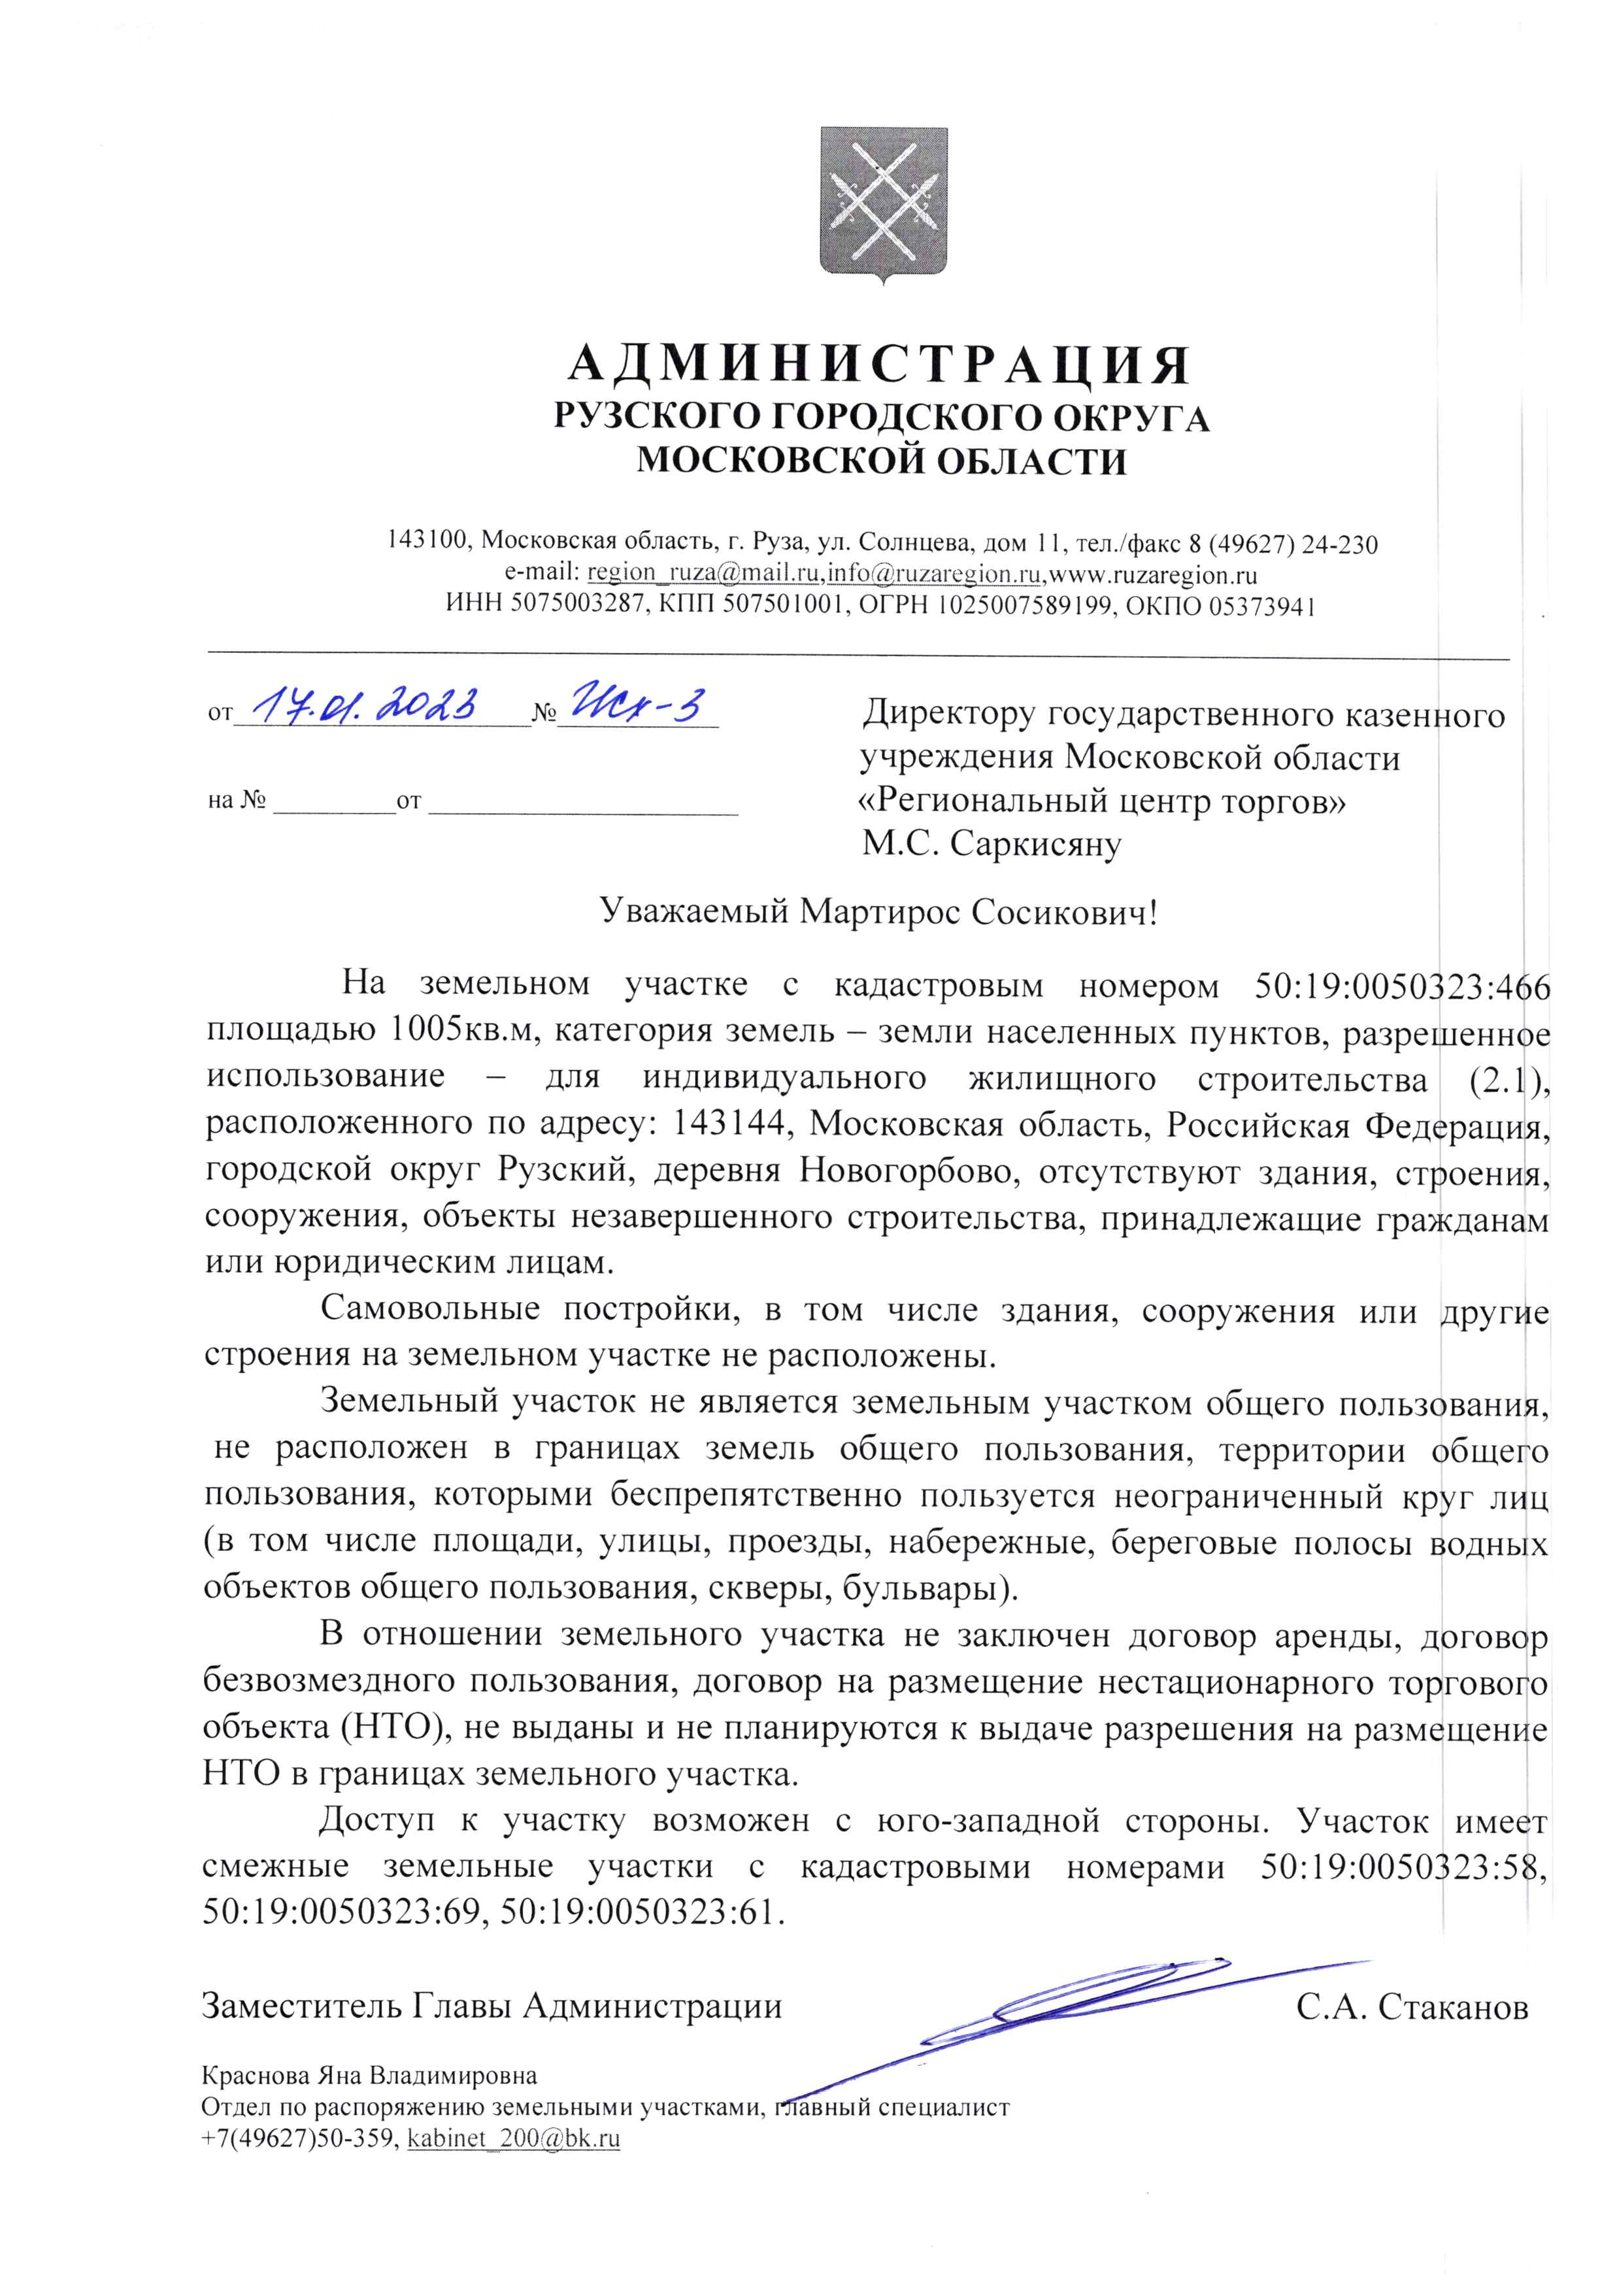 АДМИНИСТРАЦИЯ
РУЗСКОГО ГОРОДСКОГО ОКРУГА
МОСКОВСКОЙ ОБЛАСТИ
143100, Московская область, г. Руза, ул. Солнцева, дом 11, тел./факс 8 (49627) 24-230
e-mail: region_ruza@mail.ru,info@ruzaregion.ru,www.ruzaregion.ru
ИНН 5075003287, КПП 507501001, ОГРН 1025007589199, ОКПО 05373941
от 17.01.2023 № Исх-3
на № _________от ______________________
Директору государственного казенного
учреждения Московской области
«Региональный центр торгов»
М.С. Саркисяну
Уважаемый Мартирос Сосикович!
На земельном участке с кадастровым номером 50:19:0050323:466
площадью 1005кв.м, категория земель – земли населенных пунктов, разрешенное
использование – для индивидуального жилищного строительства (2.1),
расположенного по адресу: 143144, Московская область, Российская Федерация,
городской округ Рузский, деревня Новогорбово, отсутствуют здания, строения,
сооружения, объекты незавершенного строительства, принадлежащие гражданам
или юридическим лицам.
Самовольные постройки, в том числе здания, сооружения или другие
строения на земельном участке не расположены.
Земельный участок не является земельным участком общего пользования,
не расположен в границах земель общего пользования, территории общего
пользования, которыми беспрепятственно пользуется неограниченный круг лиц
(в том числе площади, улицы, проезды, набережные, береговые полосы водных
объектов общего пользования, скверы, бульвары).
В отношении земельного участка не заключен договор аренды, договор
безвозмездного пользования, договор на размещение нестационарного торгового
объекта (НТО), не выданы и не планируются к выдаче разрешения на размещение
НТО в границах земельного участка.
Доступ к участку возможен с юго-западной стороны. Участок имеет
смежные земельные участки с кадастровыми номерами 50:19:0050323:58,
50:19:0050323:69, 50:19:0050323:61.
Заместитель Главы Администрации С.А. Стаканов
Краснова Яна Владимировна
Отдел по распоряжению земельными участками, главный специалист
+7(49627)50-359, kabinet_200@bk.ru